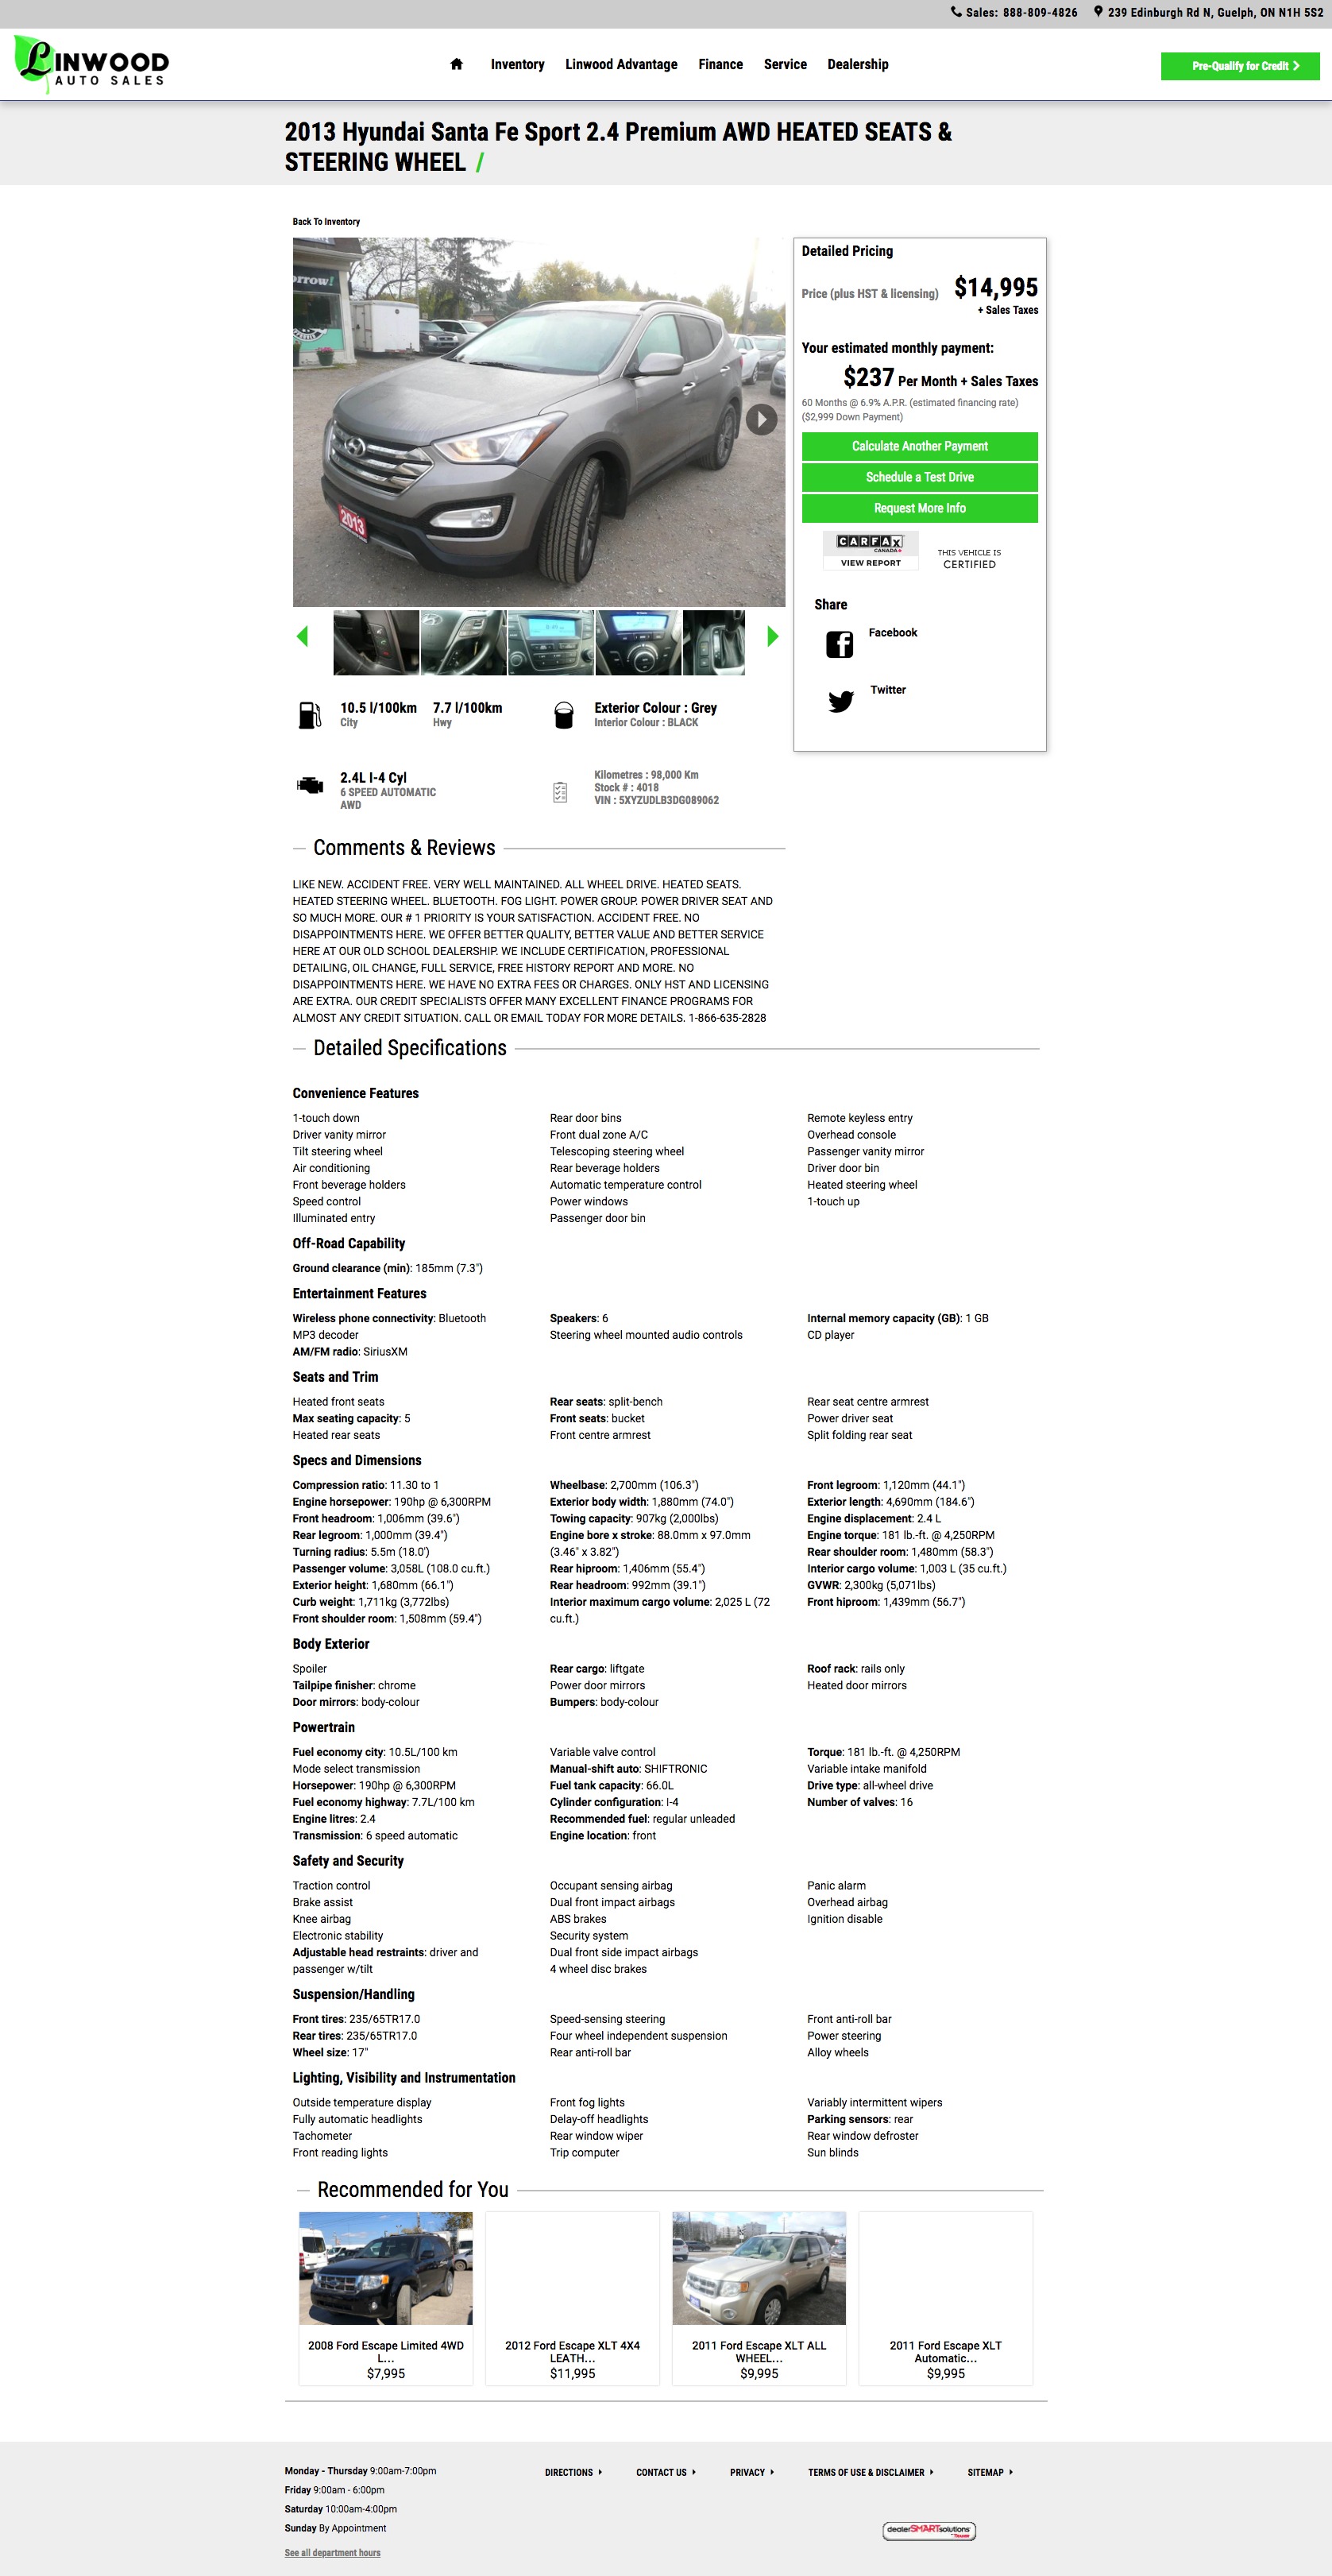 Sales: 888-809-4826
239 Edinburgh Rd N, Guelph, ON N1H 5S2
LINWOOD
AUTO SALES
Inventory
Linwood Advantage
Finance
Service
Dealership
Pre-Qualify for Credit
2013 Hyundai Santa Fe Sport 2.4 Premium AWD HEATED SEATS &
STEERING WHEEL /
Back To Inventory
2013
Detailed Pricing
Price (plus HST & licensing) $14,995
+ Sales Taxes
Your estimated monthly payment:
$237 Per Month + Sales Taxes
60 Months @ 6.9% A.P.R. (estimated financing rate)
($2,999 Down Payment)
Calculate Another Payment
Schedule a Test Drive
Request More Info
CARFAX
CANADA
VIEW REPORT
THIS VEHICLE IS
CERTIFIED
Share
Facebook
Twitter
10.5 l/100km 7.7 l/100km
City Hwy
Exterior Colour : Grey
Interior Colour : BLACK
2.4L I-4 Cyl
6 SPEED AUTOMATIC
AWD
Kilometres : 98,000 Km
Stock # : 4018
VIN : 5XYZUDLB3DG089062
Comments & Reviews
LIKE NEW. ACCIDENT FREE. VERY WELL MAINTAINED. ALL WHEEL DRIVE. HEATED SEATS.
HEATED STEERING WHEEL. BLUETOOTH. FOG LIGHT. POWER GROUP. POWER DRIVER SEAT AND
SO MUCH MORE. OUR # 1 PRIORITY IS YOUR SATISFACTION. ACCIDENT FREE. NO
DISAPPOINTMENTS HERE. WE OFFER BETTER QUALITY, BETTER VALUE AND BETTER SERVICE
HERE AT OUR OLD SCHOOL DEALERSHIP. WE INCLUDE CERTIFICATION, PROFESSIONAL
DETAILING, OIL CHANGE, FULL SERVICE, FREE HISTORY REPORT AND MORE. NO
DISAPPOINTMENTS HERE. WE HAVE NO EXTRA FEES OR CHARGES. ONLY HST AND LICENSING
ARE EXTRA. OUR CREDIT SPECIALISTS OFFER MANY EXCELLENT FINANCE PROGRAMS FOR
ALMOST ANY CREDIT SITUATION. CALL OR EMAIL TODAY FOR MORE DETAILS. 1-866-635-2828
Detailed Specifications
Convenience Features
1-touch down Rear door bins Remote keyless entry
Driver vanity mirror Front dual zone A/C Overhead console
Tilt steering wheel Telescoping steering wheel Passenger vanity mirror
Air conditioning Rear beverage holders Driver door bin
Front beverage holders Automatic temperature control Heated steering wheel
Speed control Power windows 1-touch up
Illuminated entry Passenger door bin
Off-Road Capability
Ground clearance (min): 185mm (7.3")
Entertainment Features
Wireless phone connectivity: Bluetooth Speakers: 6 Internal memory capacity (GB): 1 GB
MP3 decoder Steering wheel mounted audio controls CD player
AM/FM radio: SiriusXM
Seats and Trim
Heated front seats Rear seats: split-bench Rear seat centre armrest
Max seating capacity: 5 Front seats: bucket Power driver seat
Heated rear seats Front centre armrest Split folding rear seat
Specs and Dimensions
Compression ratio: 11.30 to 1 Wheelbase: 2,700mm (106.3") Front legroom: 1,120mm (44.1")
Engine horsepower: 190hp @ 6,300RPM Exterior body width: 1,880mm (74.0") Exterior length: 4,690mm (184.6")
Front headroom: 1,006mm (39.6") Towing capacity: 907kg (2,000lbs) Engine displacement: 2.4 L
Rear legroom: 1,000mm (39.4") Engine bore x stroke: 88.0mm x 97.0mm Engine torque: 181 lb.-ft. @ 4,250RPM
Turning radius: 5.5m (18.0') (3.46" x 3.82") Rear shoulder room: 1,480mm (58.3")
Passenger volume: 3,058L (108.0 cu.ft.) Rear hiproom: 1,406mm (55.4") Interior cargo volume: 1,003 L (35 cu.ft.)
Exterior height: 1,680mm (66.1") Rear headroom: 992mm (39.1") GVWR: 2,300kg (5,071lbs)
Curb weight: 1,711kg (3,772lbs) Interior maximum cargo volume: 2,025 L (72 Front hiproom: 1,439mm (56.7")
Front shoulder room: 1,508mm (59.4") cu.ft.)
Body Exterior
Spoiler Rear cargo: liftgate Roof rack: rails only
Tailpipe finisher: chrome Power door mirrors Heated door mirrors
Door mirrors: body-colour Bumpers: body-colour
Powertrain
Fuel economy city: 10.5L/100 km Variable valve control Torque: 181 lb.-ft. @ 4,250RPM
Mode select transmission Manual-shift auto: SHIFTRONIC Variable intake manifold
Horsepower: 190hp @ 6,300RPM Fuel tank capacity: 66.0L Drive type: all-wheel drive
Fuel economy highway: 7.7L/100 km Cylinder configuration: I-4 Number of valves: 16
Engine litres: 2.4 Recommended fuel: regular unleaded
Transmission: 6 speed automatic Engine location: front
Safety and Security
Traction control Occupant sensing airbag Panic alarm
Brake assist Dual front impact airbags Overhead airbag
Knee airbag ABS brakes Ignition disable
Electronic stability Security system
Adjustable head restraints: driver and Dual front side impact airbags
passenger w/tilt 4 wheel disc brakes
Suspension/Handling
Front tires: 235/65TR17.0 Speed-sensing steering Front anti-roll bar
Rear tires: 235/65TR17.0 Four wheel independent suspension Power steering
Wheel size: 17" Rear anti-roll bar Alloy wheels
Lighting, Visibility and Instrumentation
Outside temperature display Front fog lights Variably intermittent wipers
Fully automatic headlights Delay-off headlights Parking sensors: rear
Tachometer Rear window wiper Rear window defroster
Front reading lights Trip computer Sun blinds
Recommended for You
2008 Ford Escape Limited 4WD
L...
$7,995
2012 Ford Escape XLT 4X4
LEATH...
$11,995
2011 Ford Escape XLT ALL
WHEEL...
$9,995
2011 Ford Escape XLT
Automatic...
$9,995
Monday - Thursday 9:00am-7:00pm
Friday 9:00am - 6:00pm
Saturday 10:00am-4:00pm
Sunday By Appointment
See all department hours
DIRECTIONS
CONTACT US
PRIVACY
TERMS OF USE & DISCLAIMER
SITEMAP
dealerSMARTsolutions